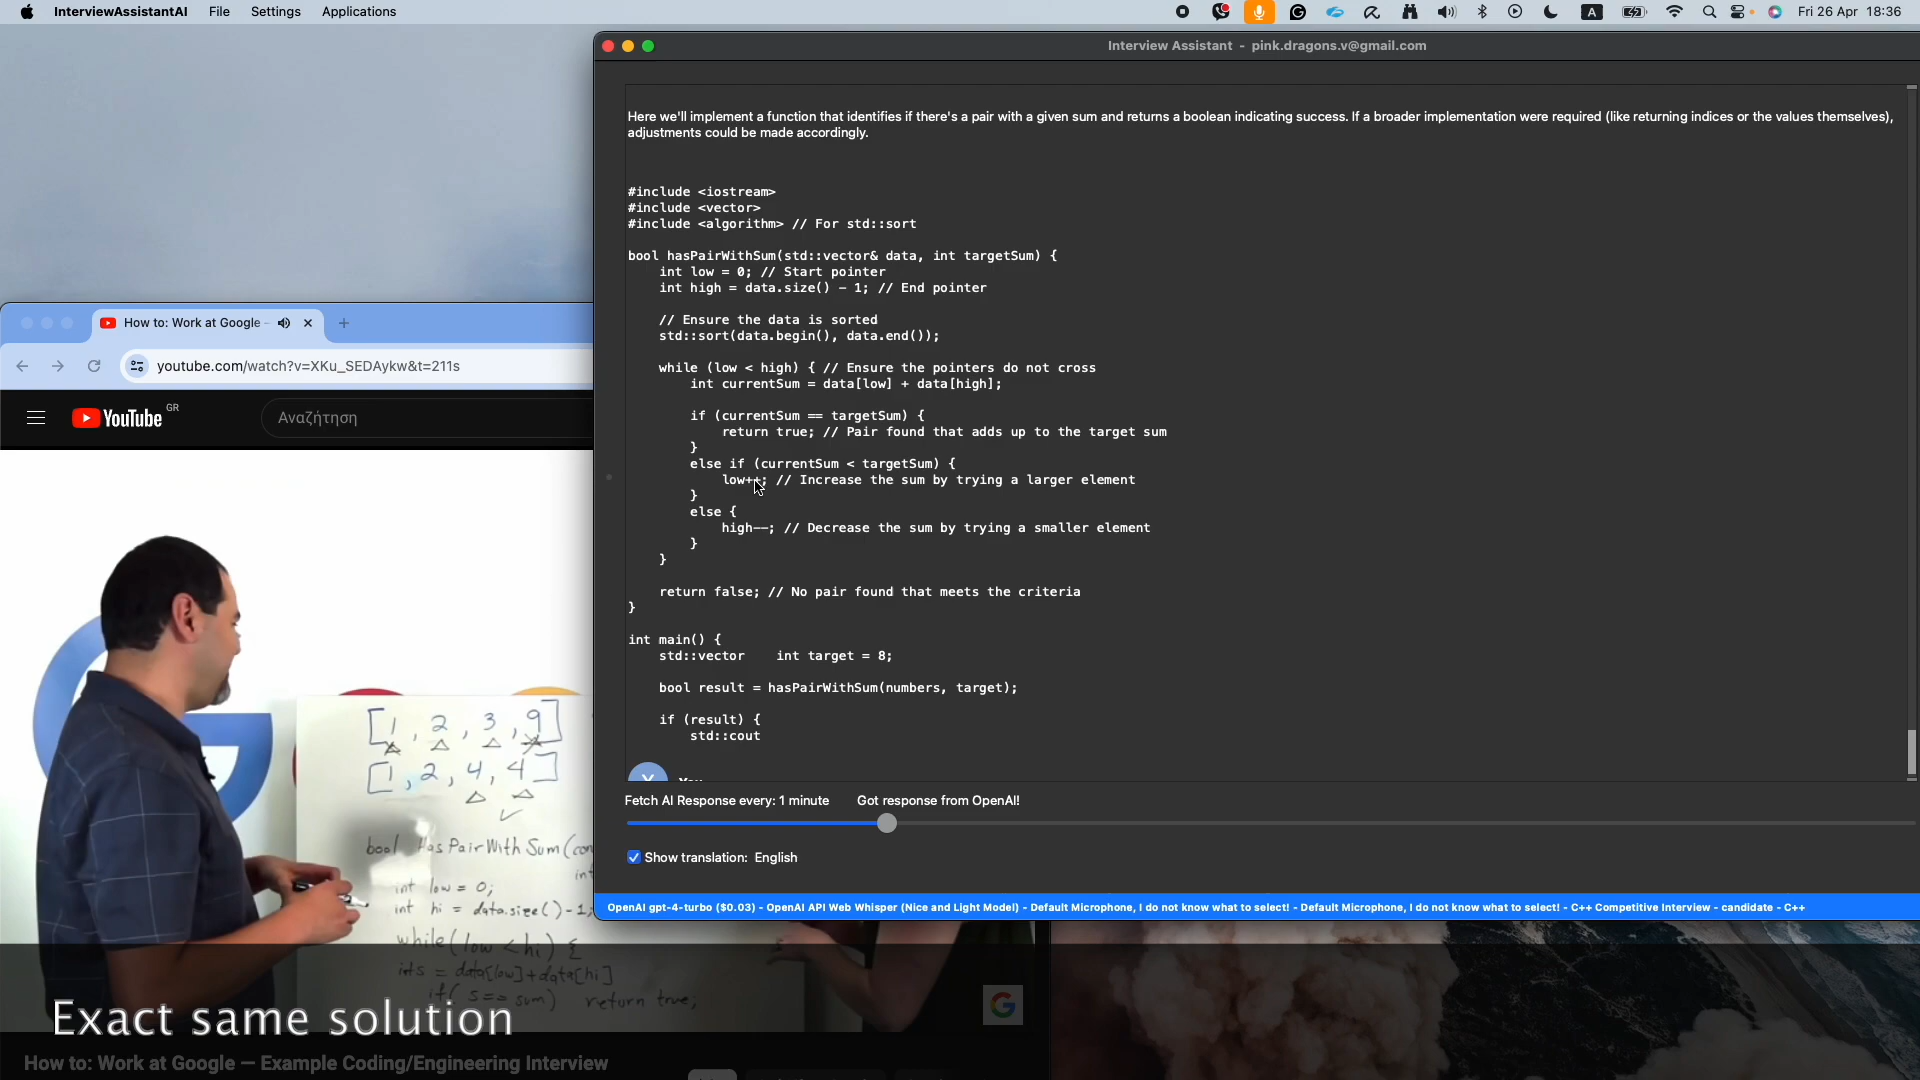 InterviewAssistantAI File Settings Applications
A
Fri 26 Apr 18:36
Interview Assistant - pink.dragons.v@gmail.com
Here we'll implement a function that identifies if there's a pair with a given sum and returns a boolean indicating success. If a broader implementation were required (like returning indices or the values themselves),
adjustments could be made accordingly.
#include <iostream>
#include <vector>
#include <algorithm> // For std::sort
bool hasPairWithSum(std::vector& data, int targetSum) {
int low = 0; // Start pointer
int high = data.size() - 1; // End pointer
// Ensure the data is sorted
std::sort(data.begin(), data.end());
while (low < high) { // Ensure the pointers do not cross
int currentSum = data[low] + data[high];
if (currentSum == targetSum) {
return true; // Pair found that adds up to the target sum
}
else if (currentSum < targetSum) {
low++; // Increase the sum by trying a larger element
}
else {
high--; // Decrease the sum by trying a smaller element
}
}
return false; // No pair found that meets the criteria
}
int main() {
std::vector    int target = 8;
bool result = hasPairWithSum(numbers, target);
if (result) {
std::cout
Fetch AI Response every: 1 minute Got response from OpenAI!
Show translation: English
OpenAI gpt-4-turbo ($0.03) - OpenAI API Web Whisper (Nice and Light Model) - Default Microphone, I do not know what to select! - Default Microphone, I do not know what to select! - C++ Competitive Interview - candidate - C++
How to: Work at Google -
youtube.com/watch?v=XKu_SEDAykw&t=211s
YouTube GR
Αναζήτηση
[1, 2, 3, 9]
[1, 2, 4, 4]
bool HasPairWithSum(con
int low = 0;
int hi = data.size()-1;
while (low < hi) {
int s = data[low]+data[hi]
if( s == sum) return true;
Exact same solution
G
How to: Work at Google — Example Coding/Engineering Interview